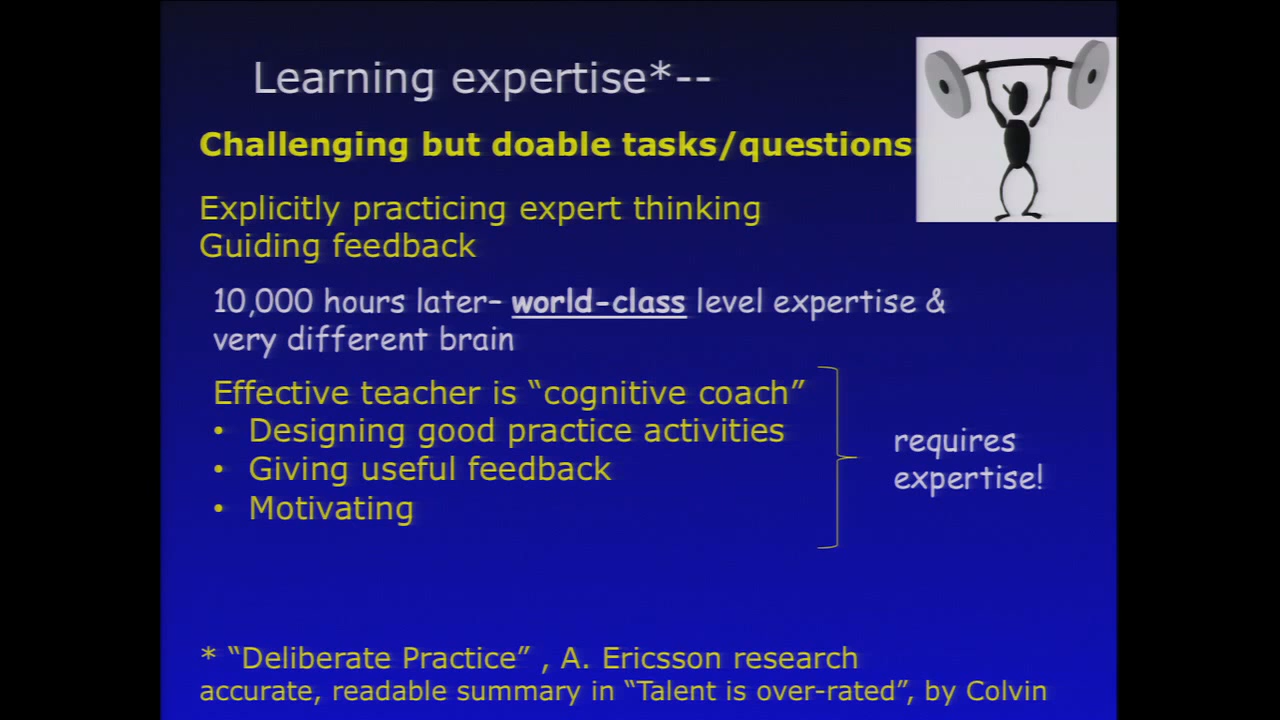 Learning expertise*--
Challenging but doable tasks/questions
Explicitly practicing expert thinking
Guiding feedback
10,000 hours later– world-class level expertise &
very different brain
Effective teacher is “cognitive coach”
• Designing good practice activities
• Giving useful feedback
• Motivating
requires
expertise!
* “Deliberate Practice” , A. Ericsson research
accurate, readable summary in “Talent is over-rated”, by Colvin